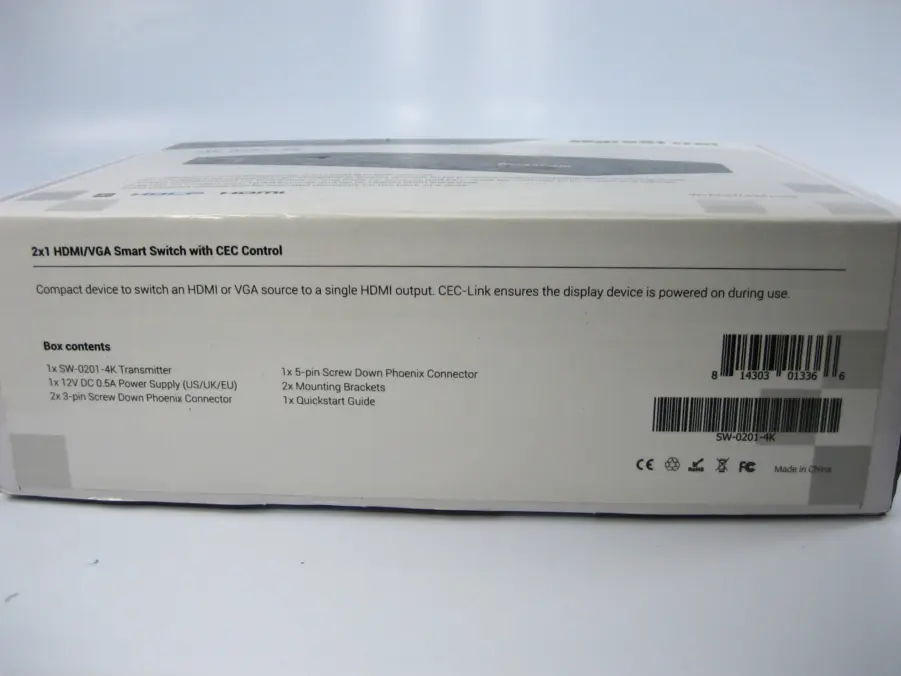 HDCP HDMI
2x1 HDMI/VGA Smart Switch with CEC Control
Compact device to switch an HDMI or VGA source to a single HDMI output. CEC-Link ensures the display device is powered on during use.
Box contents
1x SW-0201-4K Transmitter
1x 12V DC 0.5A Power Supply (US/UK/EU)
2x 3-pin Screw Down Phoenix Connector
1x 5-pin Screw Down Phoenix Connector
2x Mounting Brackets
1x Quickstart Guide
8 14303 01336 6
SW-0201-4K
CE RoHS FC Made in China